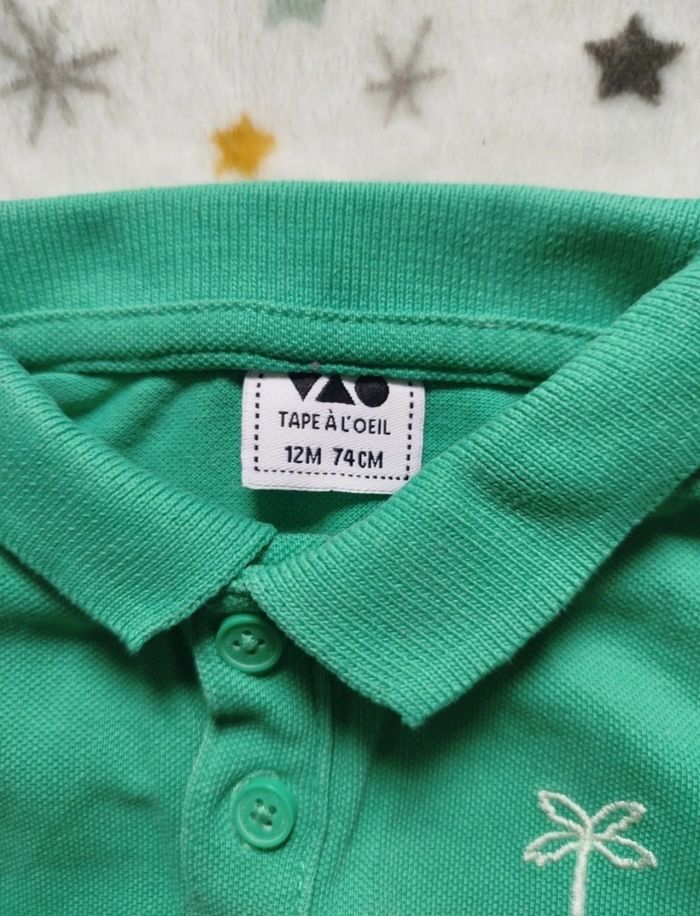 TAPE À L'OEIL
12M 74CM